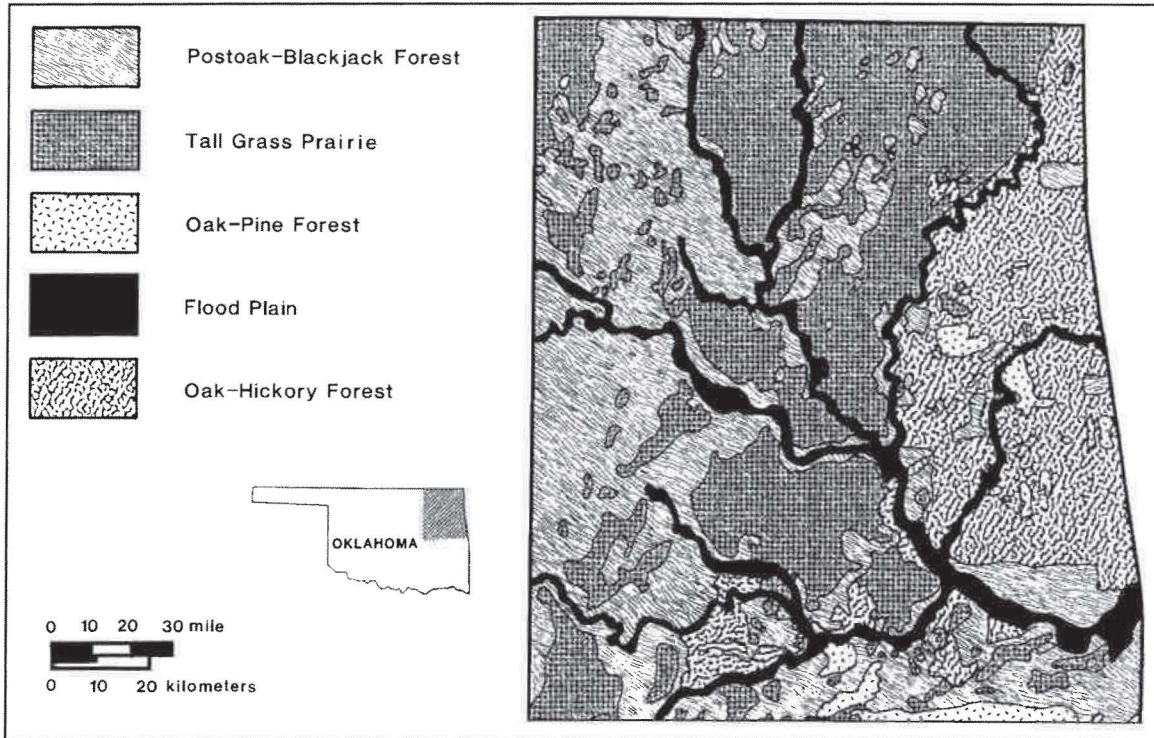 Postoak-Blackjack Forest
Tall Grass Prairie
Oak-Pine Forest
Flood Plain
Oak-Hickory Forest
OKLAHOMA
0 10 20 30 mile
0 10 20 kilometers